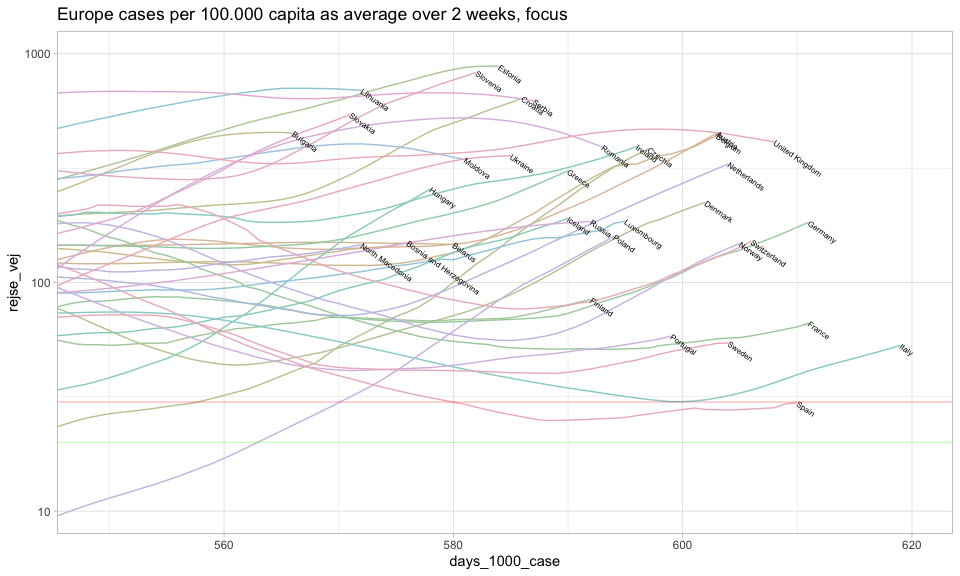 Europe cases per 100.000 capita as average over 2 weeks, focus
1000
100
10
rejse_vej
Estonia
Slovenia
Lithuania
Serbia
Croatia
Slovakia
Bulgaria
United Kingdom
Belgium
Ireland
Czechia
Romania
Ukraine
Moldova
Greece
Netherlands
Hungary
Denmark
Iceland
Russia
Poland
Luxembourg
Germany
North Macedonia
Bosnia and Herzegovina
Belarus
Norway
Switzerland
Finland
France
Portugal
Sweden
Italy
Spain
560
580
600
620
days_1000_case